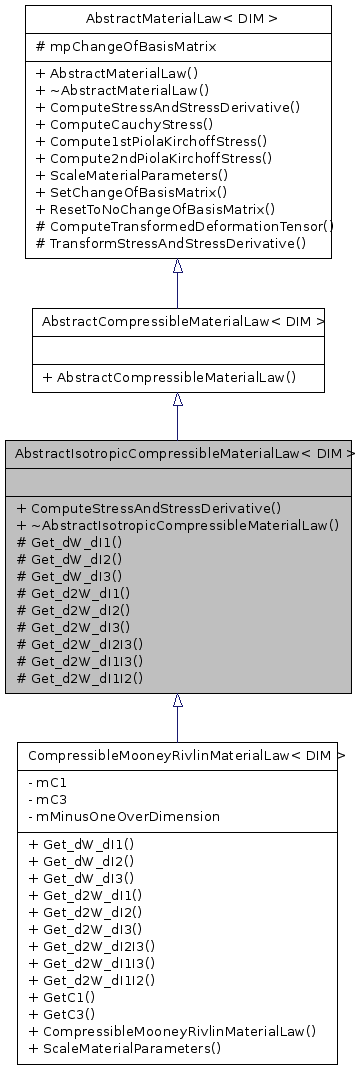 AbstractMaterialLaw< DIM >
# mpChangeOfBasisMatrix
+ AbstractMaterialLaw()
+ ~AbstractMaterialLaw()
+ ComputeStressAndStressDerivative()
+ ComputeCauchyStress()
+ Compute1stPiolaKirchoffStress()
+ Compute2ndPiolaKirchoffStress()
+ ScaleMaterialParameters()
+ SetChangeOfBasisMatrix()
+ ResetToNoChangeOfBasisMatrix()
# ComputeTransformedDeformationTensor()
# TransformStressAndStressDerivative()
AbstractCompressibleMaterialLaw< DIM >
+ AbstractCompressibleMaterialLaw()
AbstractIsotropicCompressibleMaterialLaw< DIM >
+ ComputeStressAndStressDerivative()
+ ~AbstractIsotropicCompressibleMaterialLaw()
# Get_dW_dI1()
# Get_dW_dI2()
# Get_dW_dI3()
# Get_d2W_dI1()
# Get_d2W_dI2()
# Get_d2W_dI3()
# Get_d2W_dI2I3()
# Get_d2W_dI1I3()
# Get_d2W_dI1I2()
CompressibleMooneyRivlinMaterialLaw< DIM >
- mC1
- mC3
- mMinusOneOverDimension
+ Get_dW_dI1()
+ Get_dW_dI2()
+ Get_dW_dI3()
+ Get_d2W_dI1()
+ Get_d2W_dI2()
+ Get_d2W_dI3()
+ Get_d2W_dI2I3()
+ Get_d2W_dI1I3()
+ Get_d2W_dI1I2()
+ GetC1()
+ GetC3()
+ CompressibleMooneyRivlinMaterialLaw()
+ ScaleMaterialParameters()